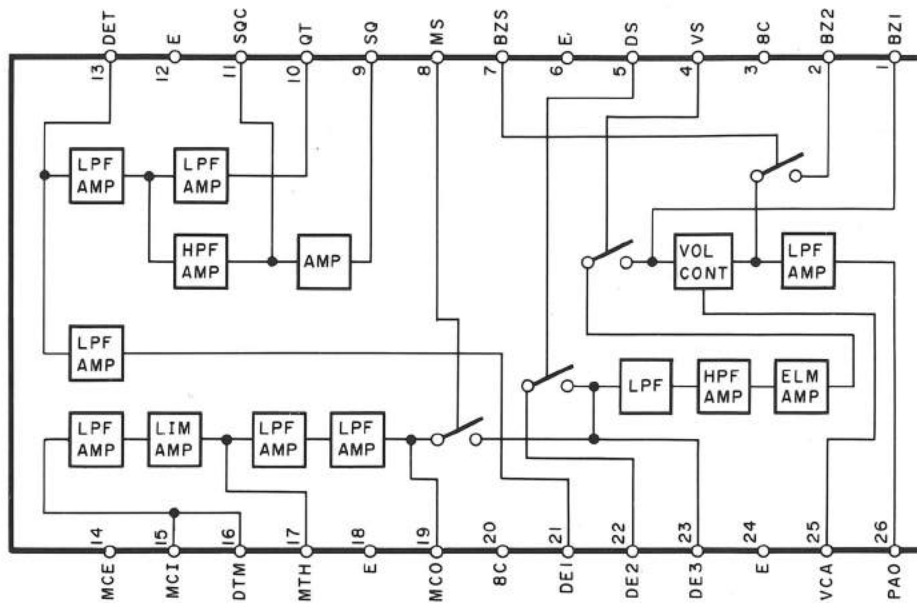 DET E SQC QT SQ MS BZS E DS VS 8C BZ2 BZ1
13 12 11 10 9 8 7 6 5 4 3 2 1
LPF AMP
LPF AMP
HPF AMP
AMP
VOL CONT
LPF AMP
LPF AMP
LPF
HPF AMP
ELM AMP
LPF AMP
LIM AMP
LPF AMP
LPF AMP
14 15 16 17 18 19 20 21 22 23 24 25 26
MCE MCI DTM MTH E MCO 8C DE1 DE2 DE3 E VCA PAO